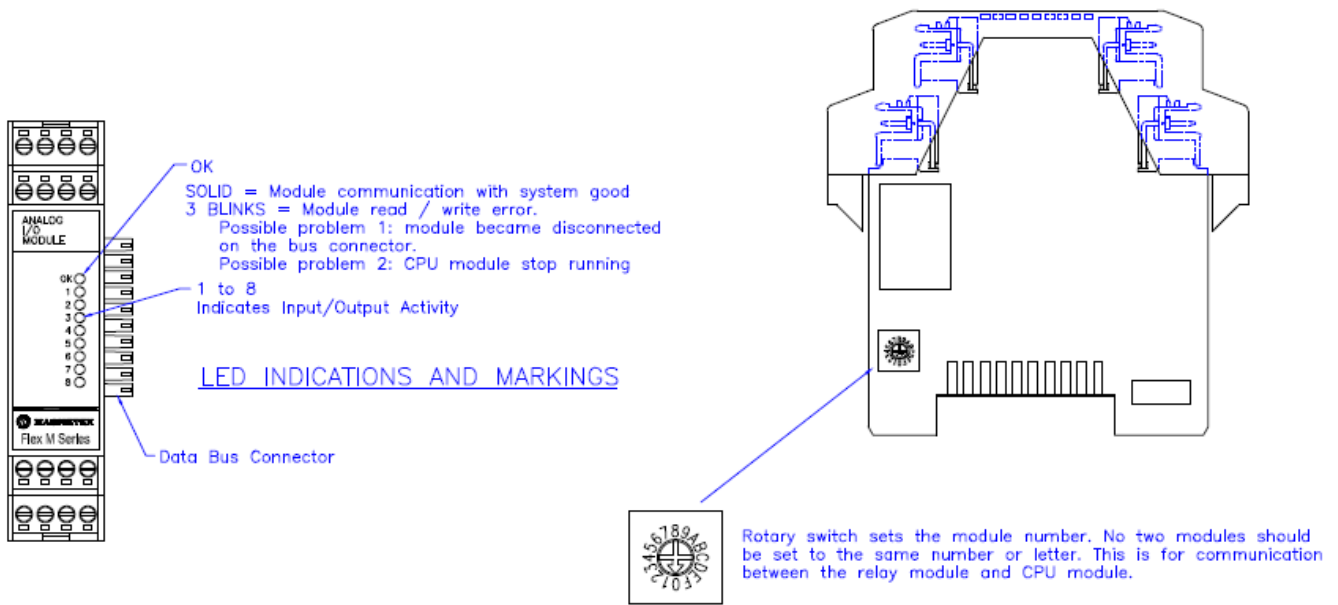 OK
SOLID = Module communication with system good
3 BLINKS = Module read / write error.
Possible problem 1: module became disconnected
on the bus connector.
Possible problem 2: CPU module stop running
1 to 8
Indicates Input/Output Activity
LED INDICATIONS AND MARKINGS
Data Bus Connector
ANALOG
I/O
MODULE
OK
1
2
3
4
5
6
7
8
MAGNETEK
Flex M Series
0123456789ABCDEF
Rotary switch sets the module number. No two modules should
be set to the same number or letter. This is for communication
between the relay module and CPU module.